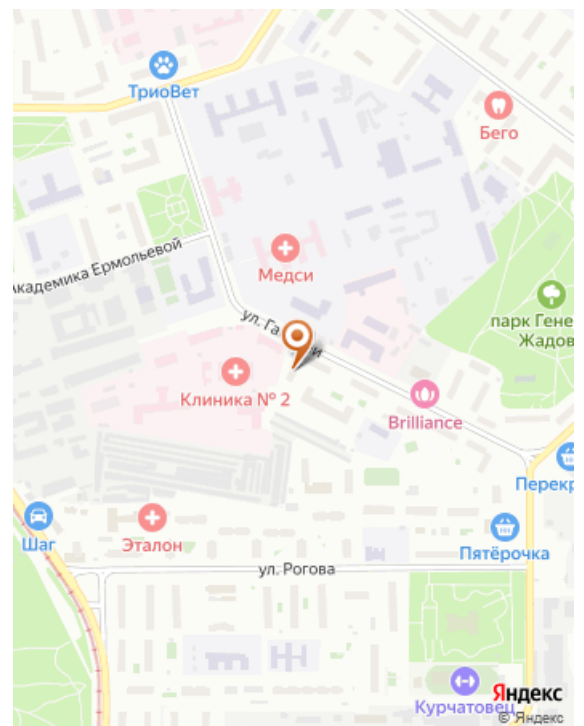 ТриоВет
Бего
Академика Ермольевой
Медси
парк Гене
Жадов
ул. Га
и
Клиника № 2
Brilliance
Перекр
Шаг
Эталон
Пятёрочка
ул. Рогова
Курчатовец
Яндекс
© Яндекс